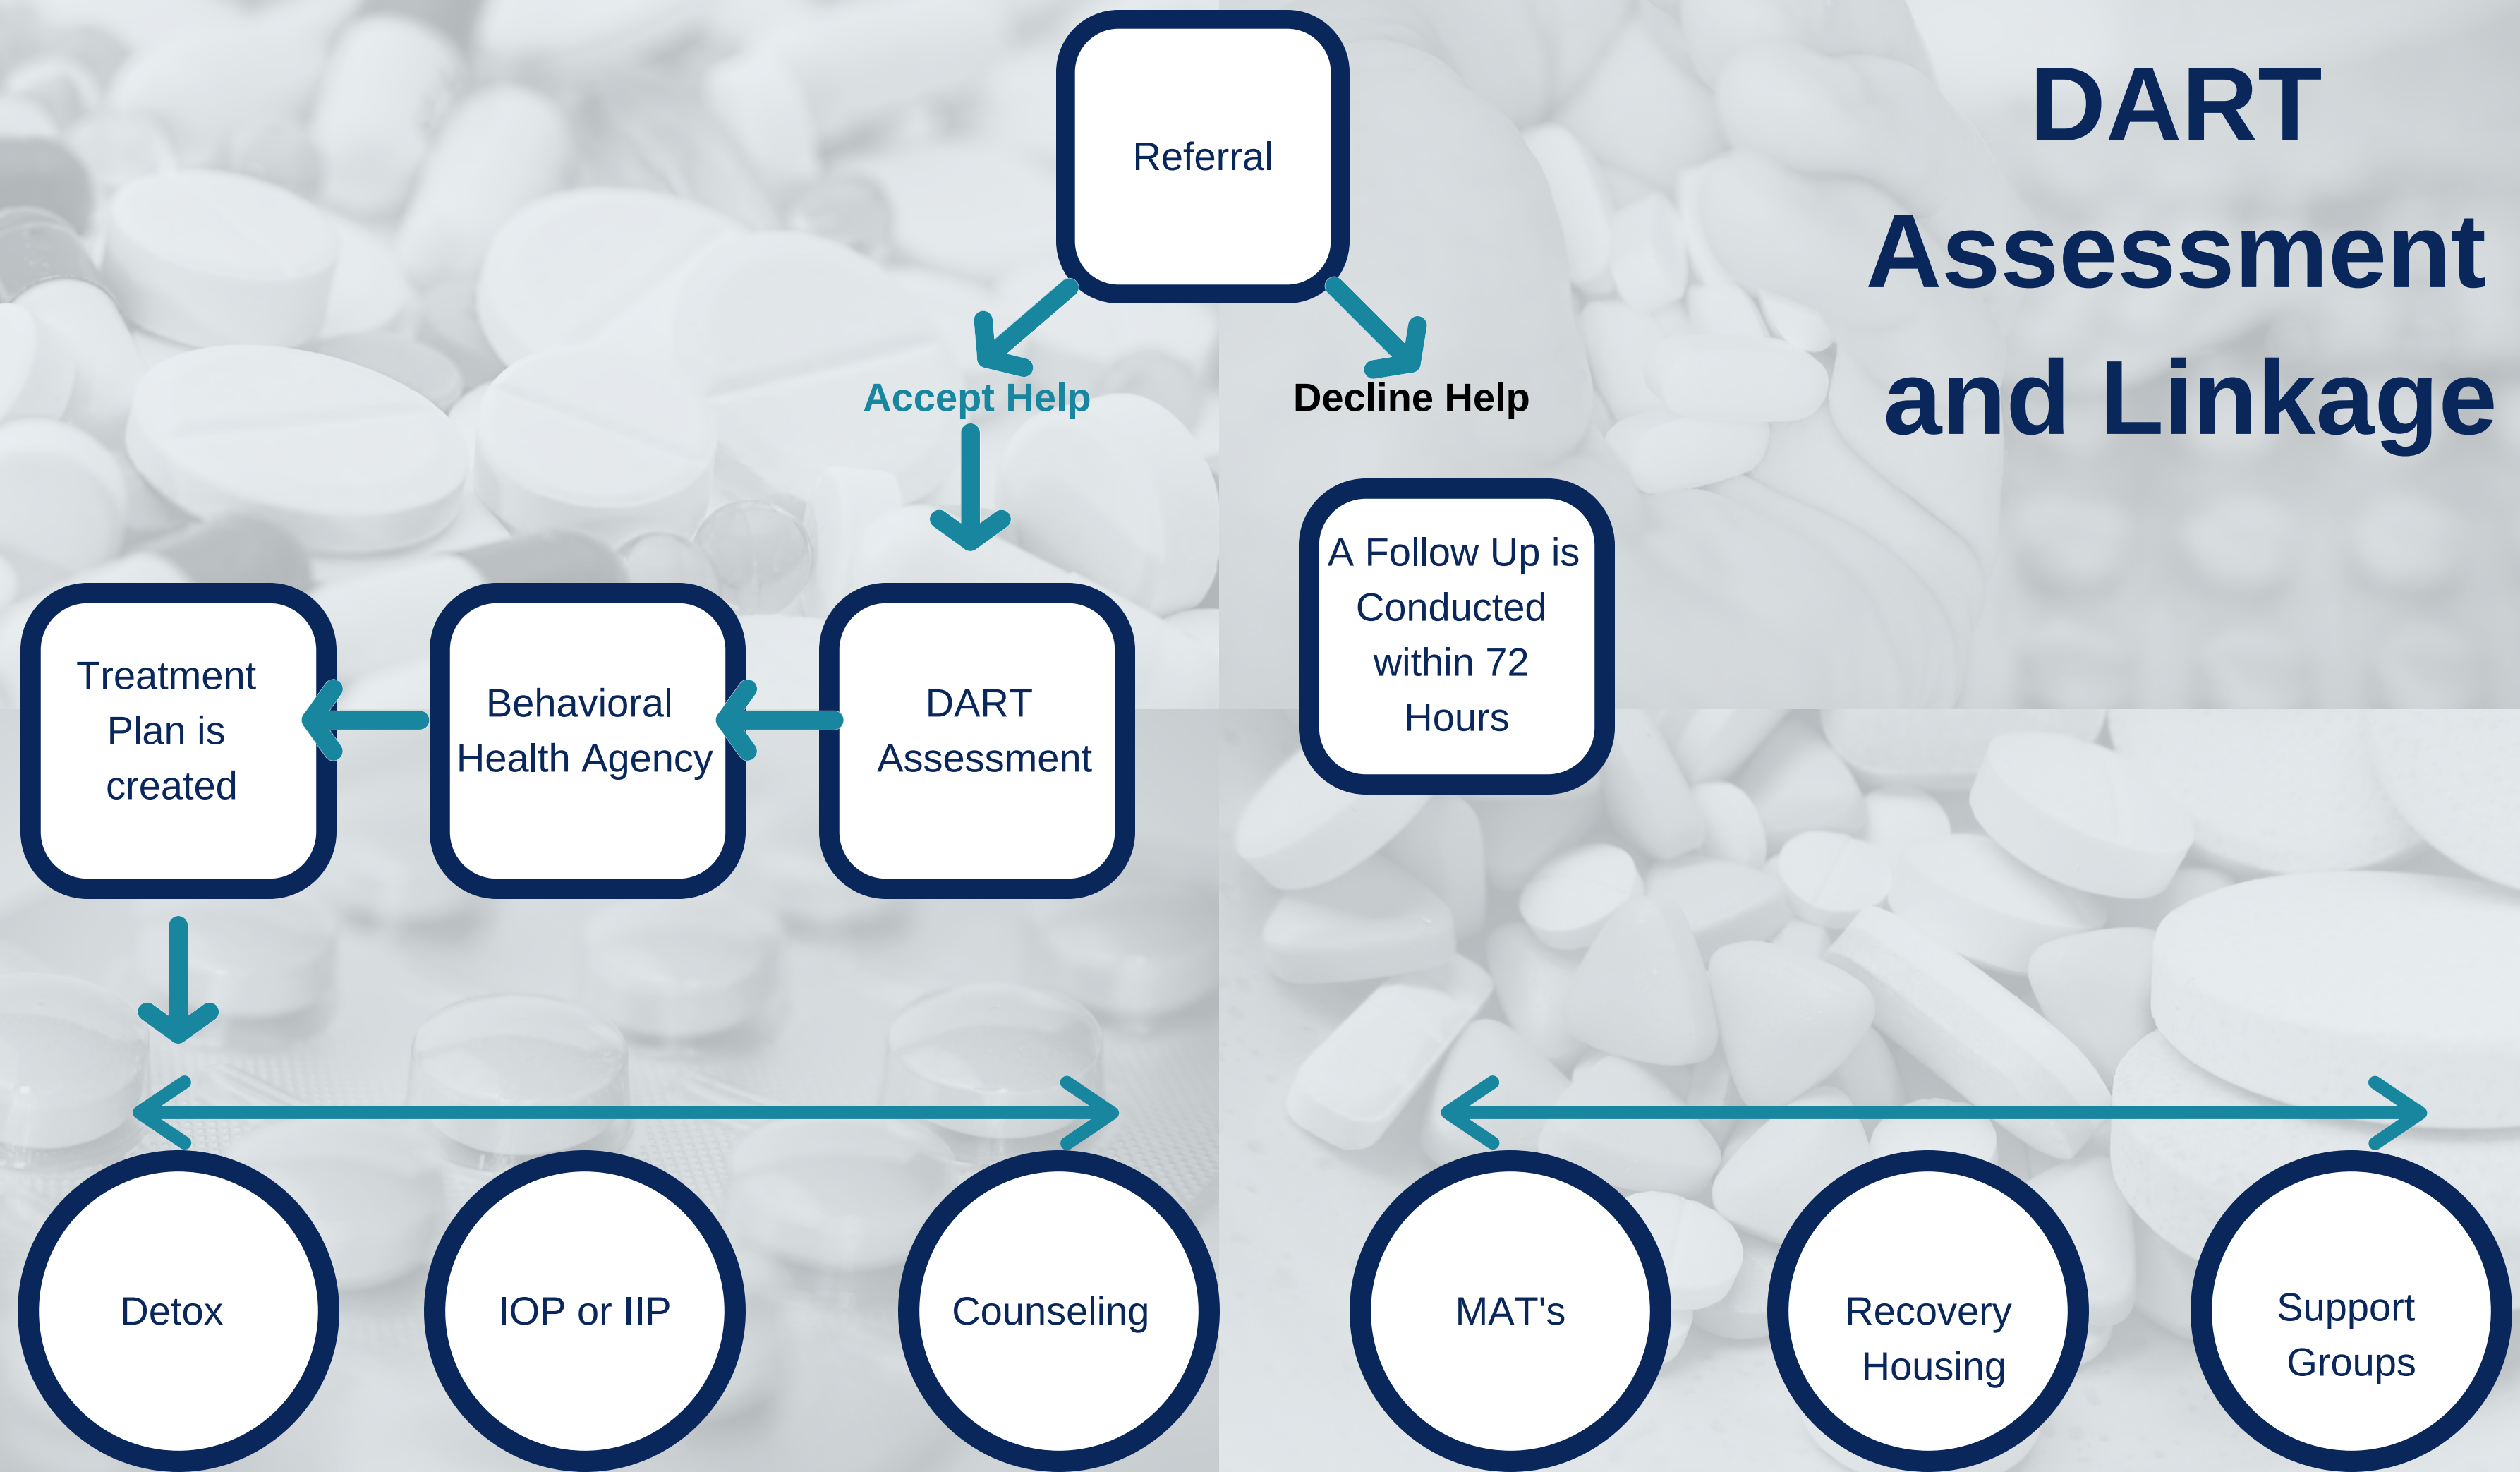 DART
Assessment
and Linkage
Referral
Accept Help
Decline Help
A Follow Up is
Conducted
within 72
Hours
DART
Assessment
Behavioral
Health Agency
Treatment
Plan is
created
Detox
IOP or IIP
Counseling
MAT's
Recovery
Housing
Support
Groups